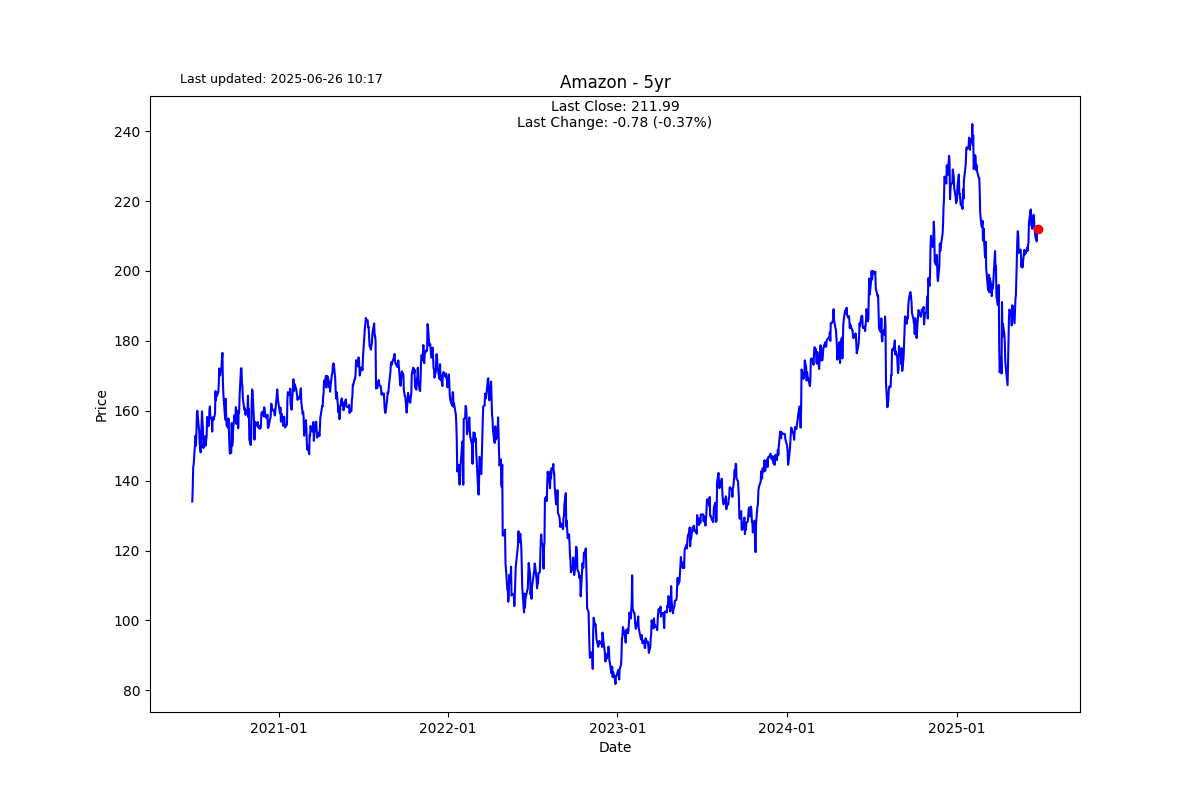 Last updated: 2025-06-26 10:17
Amazon - 5yr
Last Close: 211.99
Last Change: -0.78 (-0.37%)
240
220
200
180
160
140
120
100
80
Price
2021-01
2022-01
2023-01
2024-01
2025-01
Date